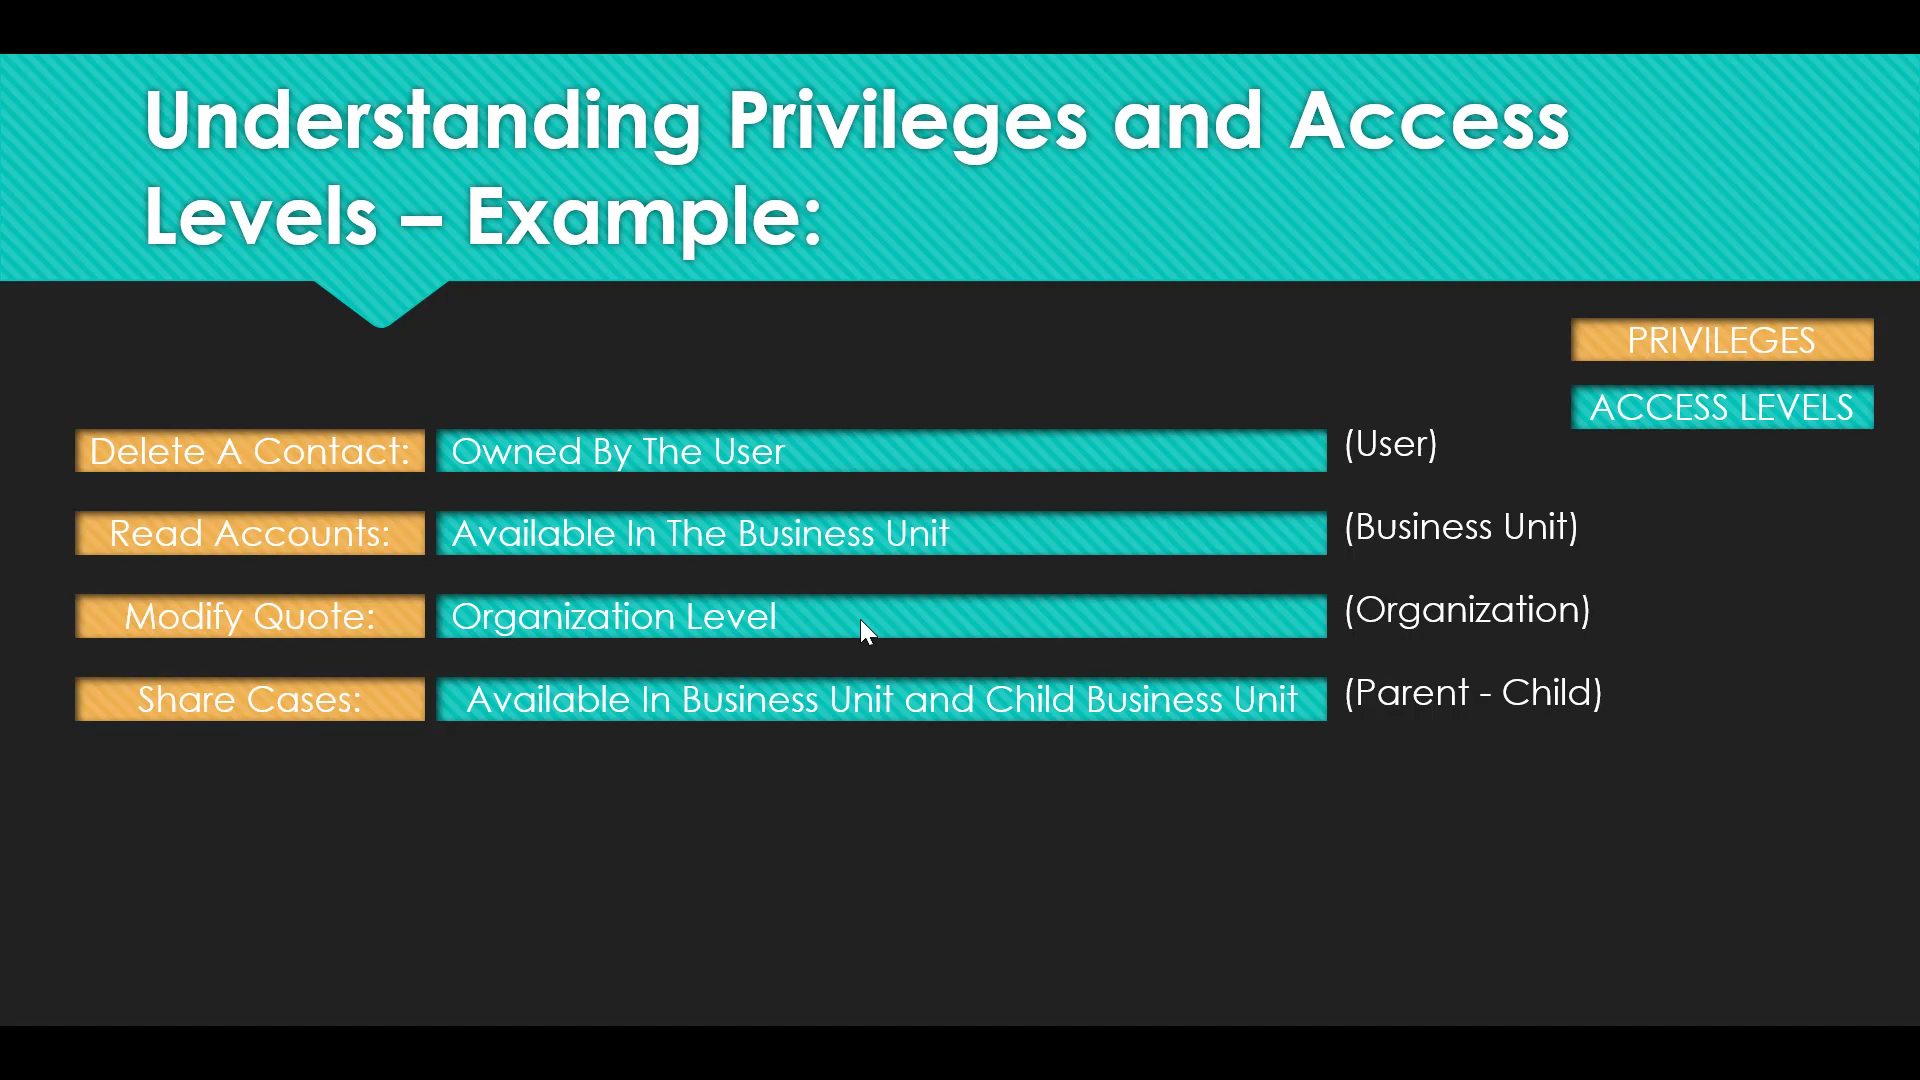 Understanding Privileges and Access
Levels – Example:
PRIVILEGES
ACCESS LEVELS
Delete A Contact: Owned By The User (User)
Read Accounts: Available In The Business Unit (Business Unit)
Modify Quote: Organization Level (Organization)
Share Cases: Available In Business Unit and Child Business Unit (Parent - Child)